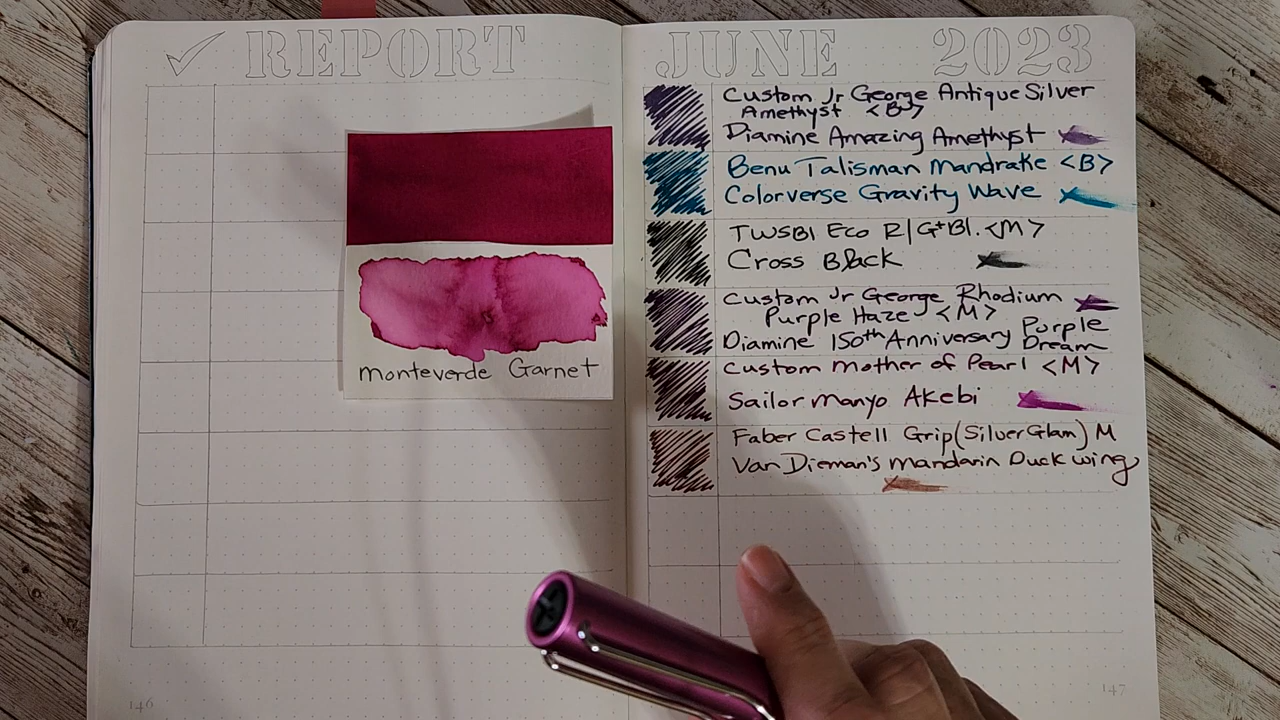 REPORT
monteverde Garnet
146
JUNE 2023
Custom Jr George Antique Silver
Amethyst <B>
Diamine Amazing Amethyst
Benu Talisman Mandrake <B>
Colorverse Gravity Wave
TWSBI Eco R|G+Bl. <M>
Cross Black
Custom Jr George Rhodium
Purple Haze <M>
Diamine 150th Anniversary Purple
Dream
Custom Mother of Pearl <M>
Sailor Manyo Akebi
Faber Castell Grip (Silver Glam) M
Van Dieman's Mandarin Duck wing
147